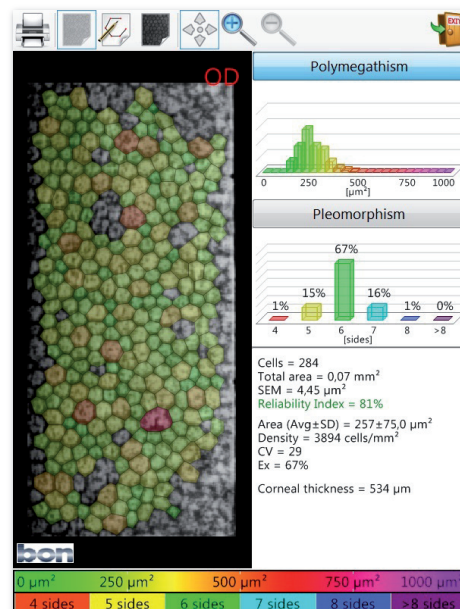 EXIT
OD
Polymegathism
0 250 500 750 1000
[µm²]
Pleomorphism
1% 15% 67% 16% 1% 0%
4 5 6 7 8 >8
[sides]
Cells = 284
Total area = 0,07 mm²
SEM = 4,45 µm²
Reliability Index = 81%
Area (Avg±SD) = 257±75,0 µm²
Density = 3894 cells/mm²
CV = 29
Ex = 67%
Corneal thickness = 534 µm
bon
0 µm² 250 µm² 500 µm² 750 µm² 1000 µm²
4 sides 5 sides 6 sides 7 sides 8 sides >8 sides